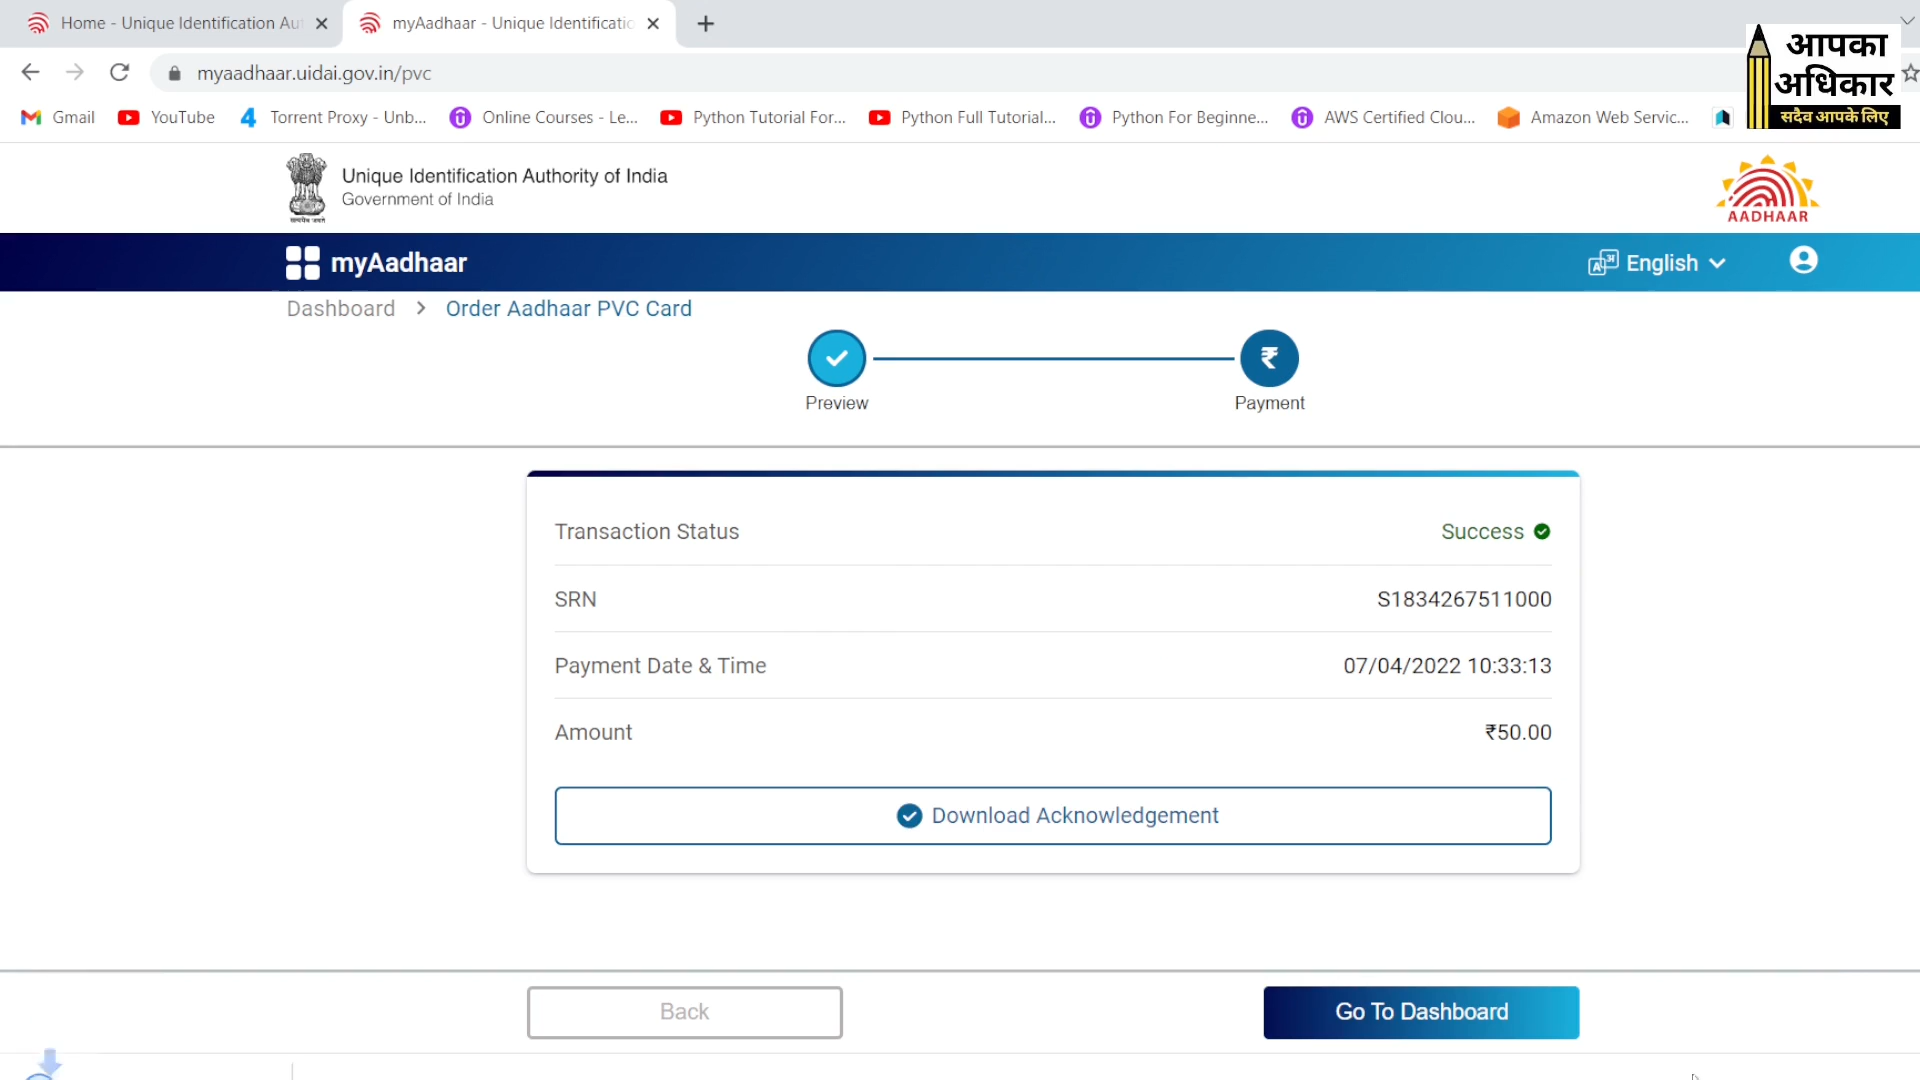 Home - Unique Identification Aut
myAadhaar - Unique Identificatio
myaadhaar.uidai.gov.in/pvc
आपका
अधिकार
सदैव आपके लिए
Gmail
YouTube
Torrent Proxy - Unb...
Online Courses - Le...
Python Tutorial For...
Python Full Tutorial...
Python For Beginne...
AWS Certified Clou...
Amazon Web Servic...
Unique Identification Authority of India
Government of India
सत्यमेव जयते
AADHAAR
myAadhaar
English
Dashboard > Order Aadhaar PVC Card
₹
Preview
Payment
Transaction Status
Success
SRN
S1834267511000
Payment Date & Time
07/04/2022 10:33:13
Amount
₹50.00
Download Acknowledgement
Back
Go To Dashboard